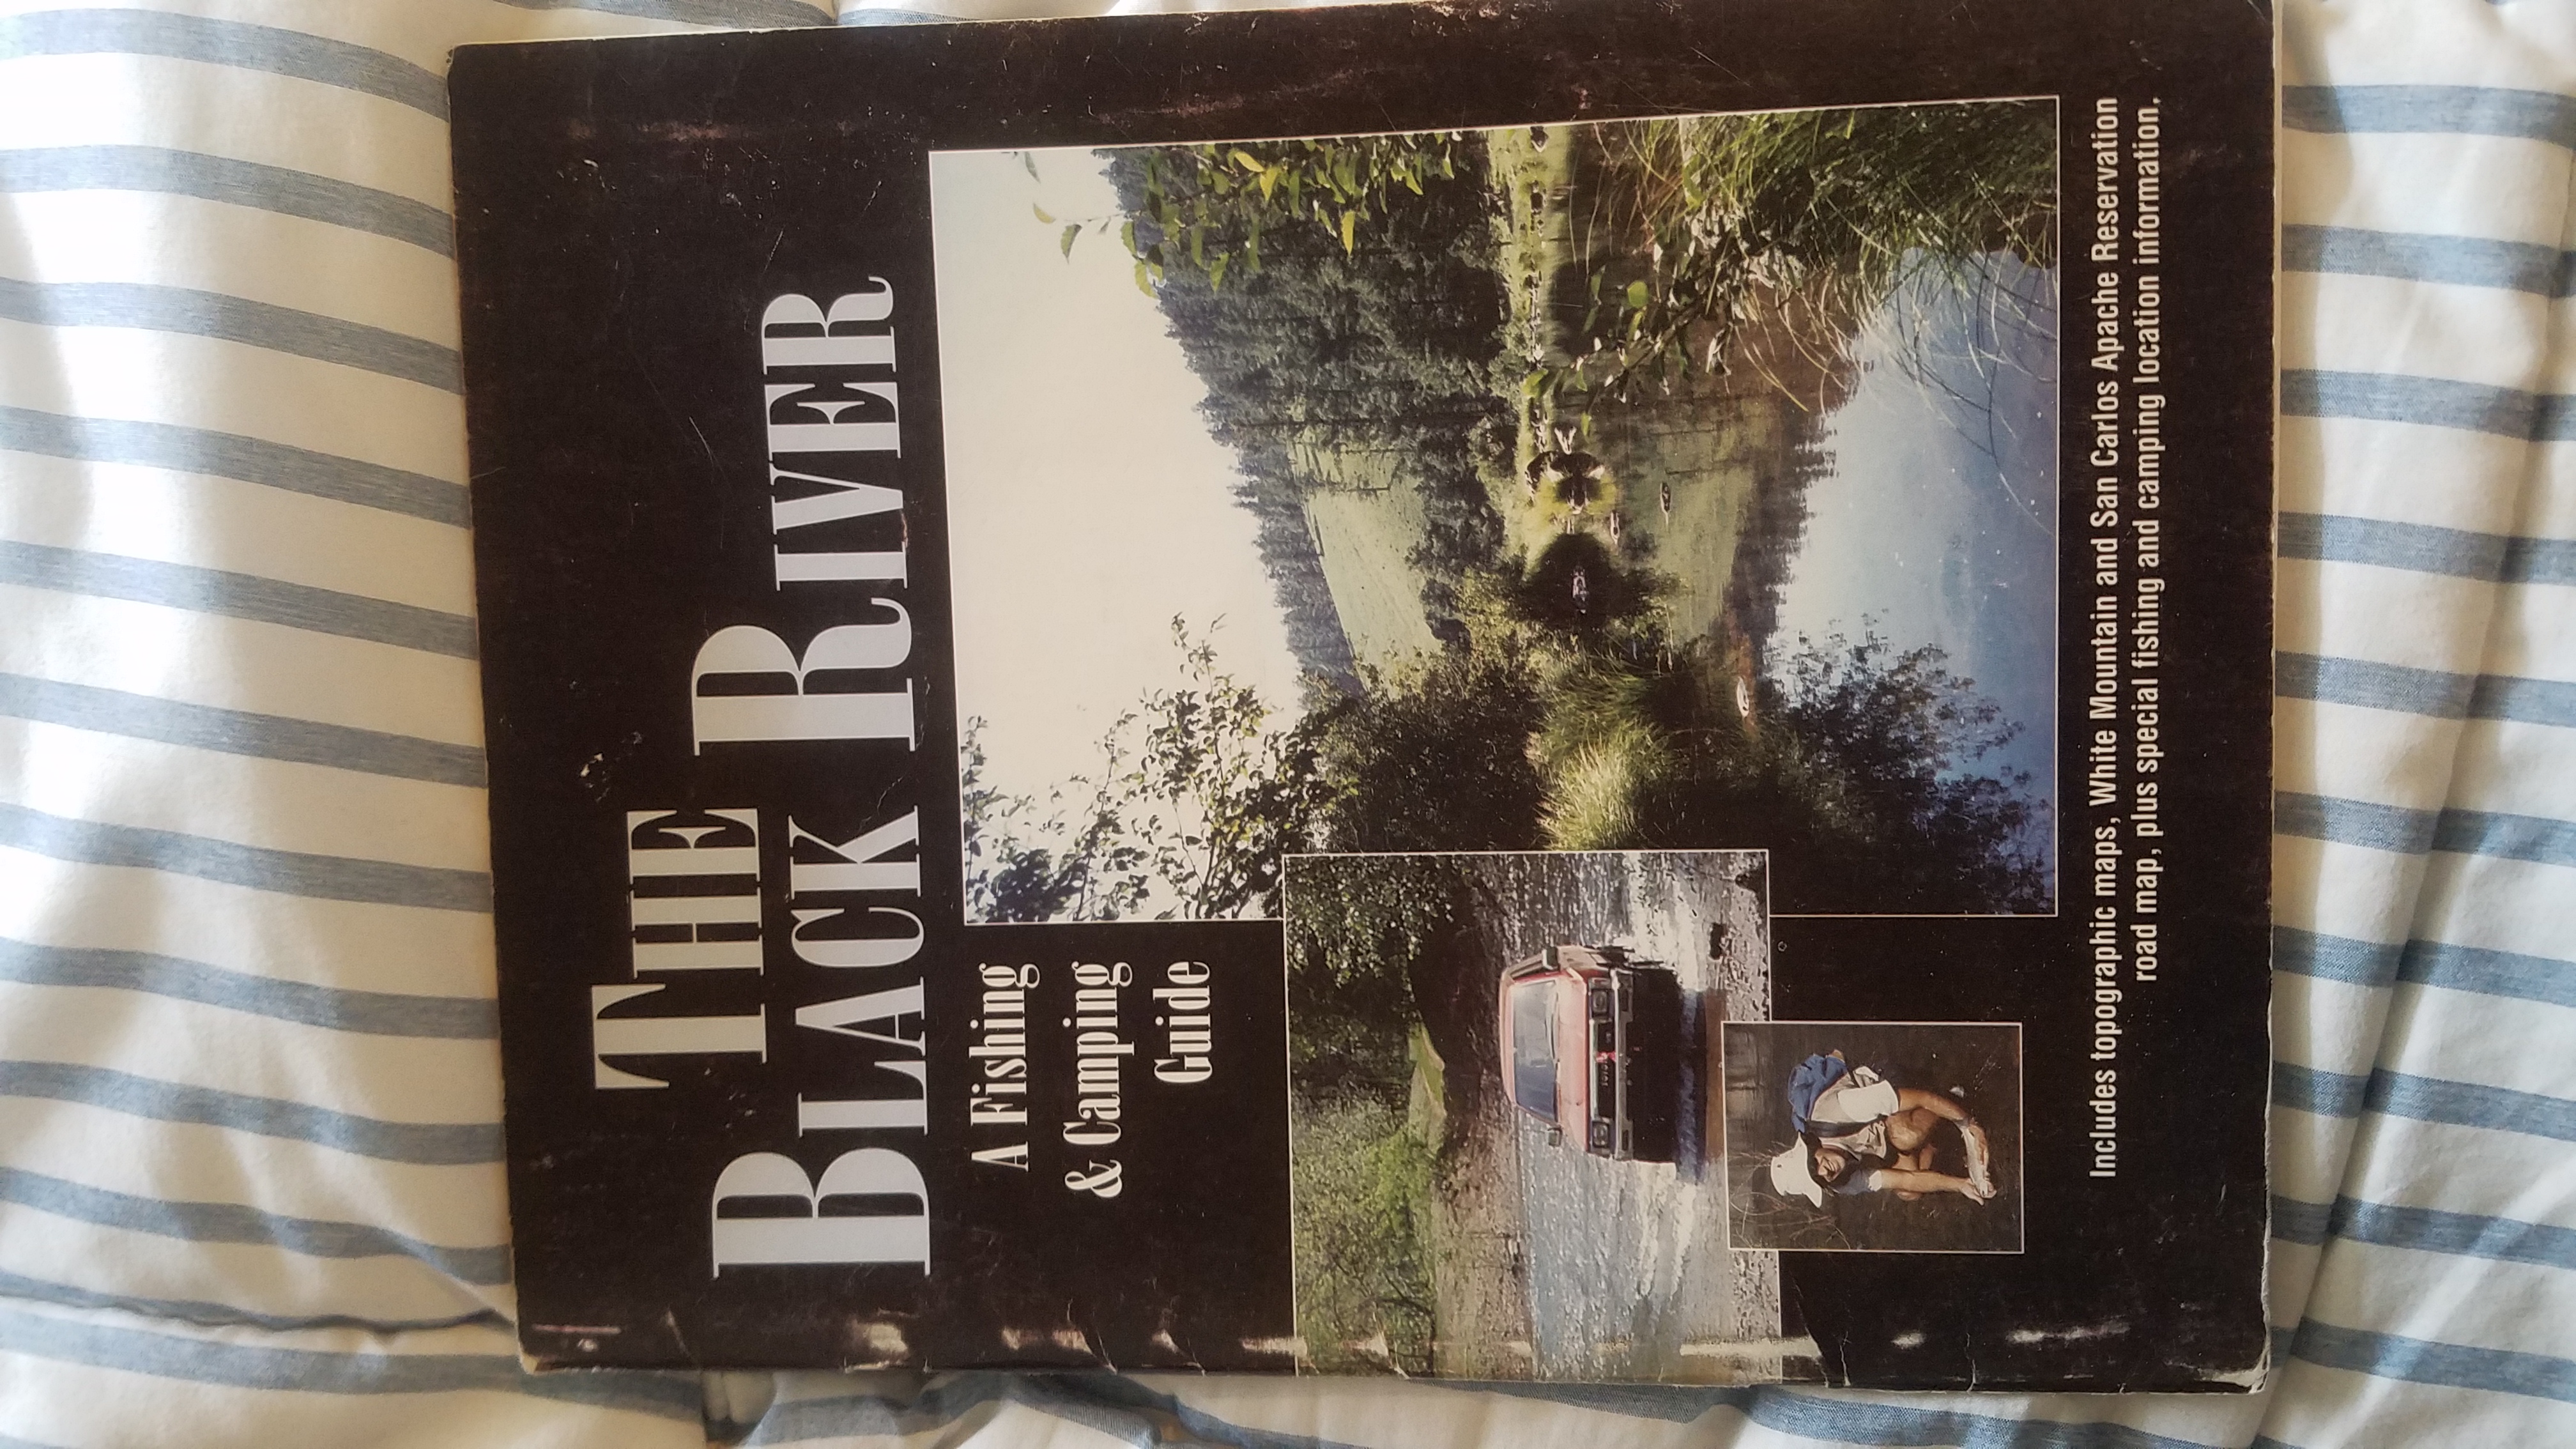 THE
BLACK RIVER
A Fishing
& Camping
Guide
Includes topographic maps, White Mountain and San Carlos Apache Reservation
road map, plus special fishing and camping location information.